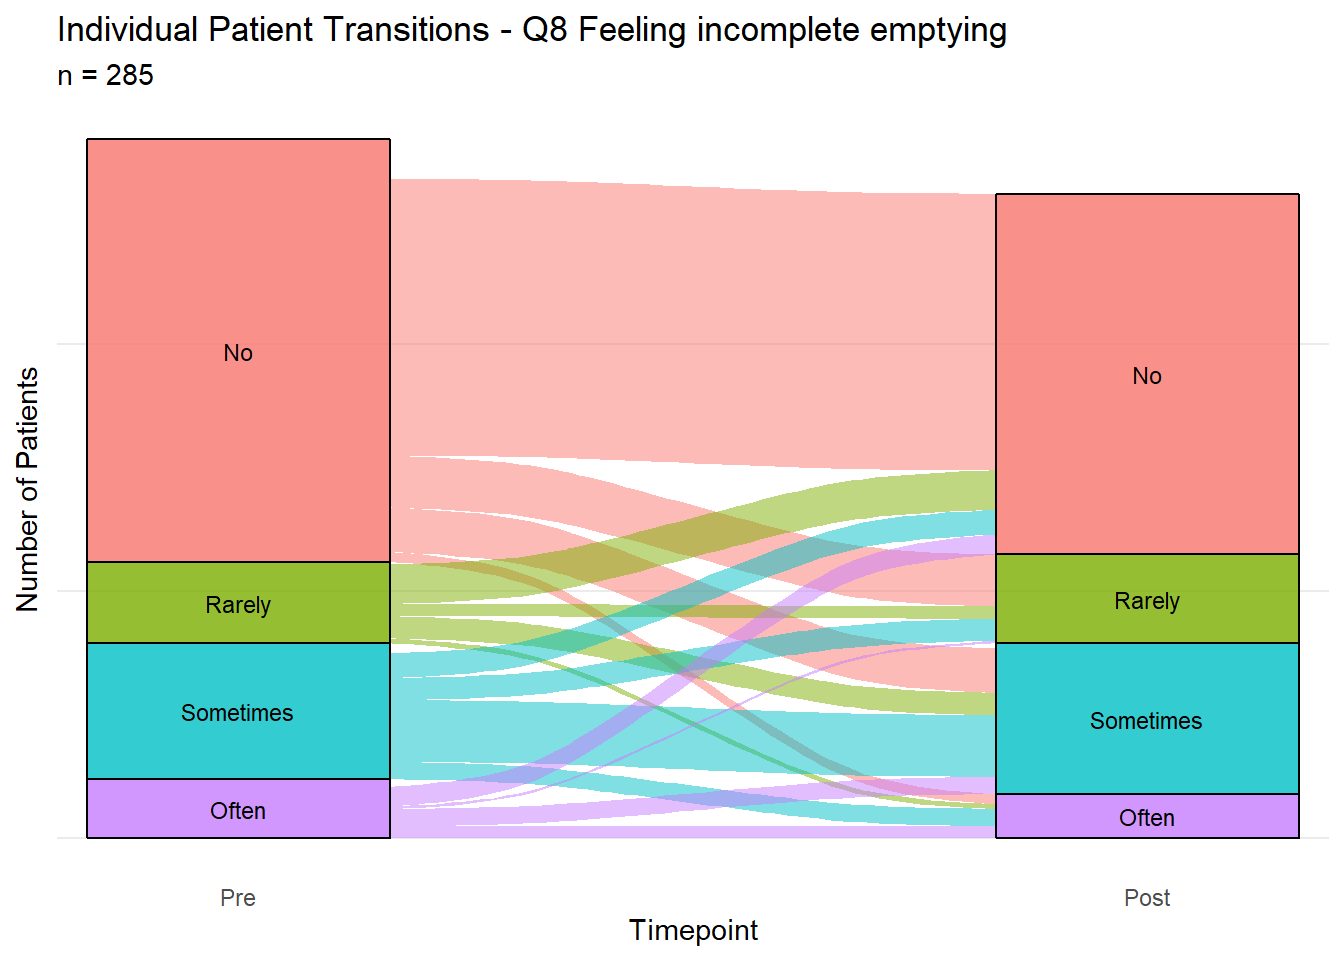 Individual Patient Transitions - Q8 Feeling incomplete emptying
n = 285
Number of Patients
No
Rarely
Sometimes
Often
No
Rarely
Sometimes
Often
Pre
Post
Timepoint